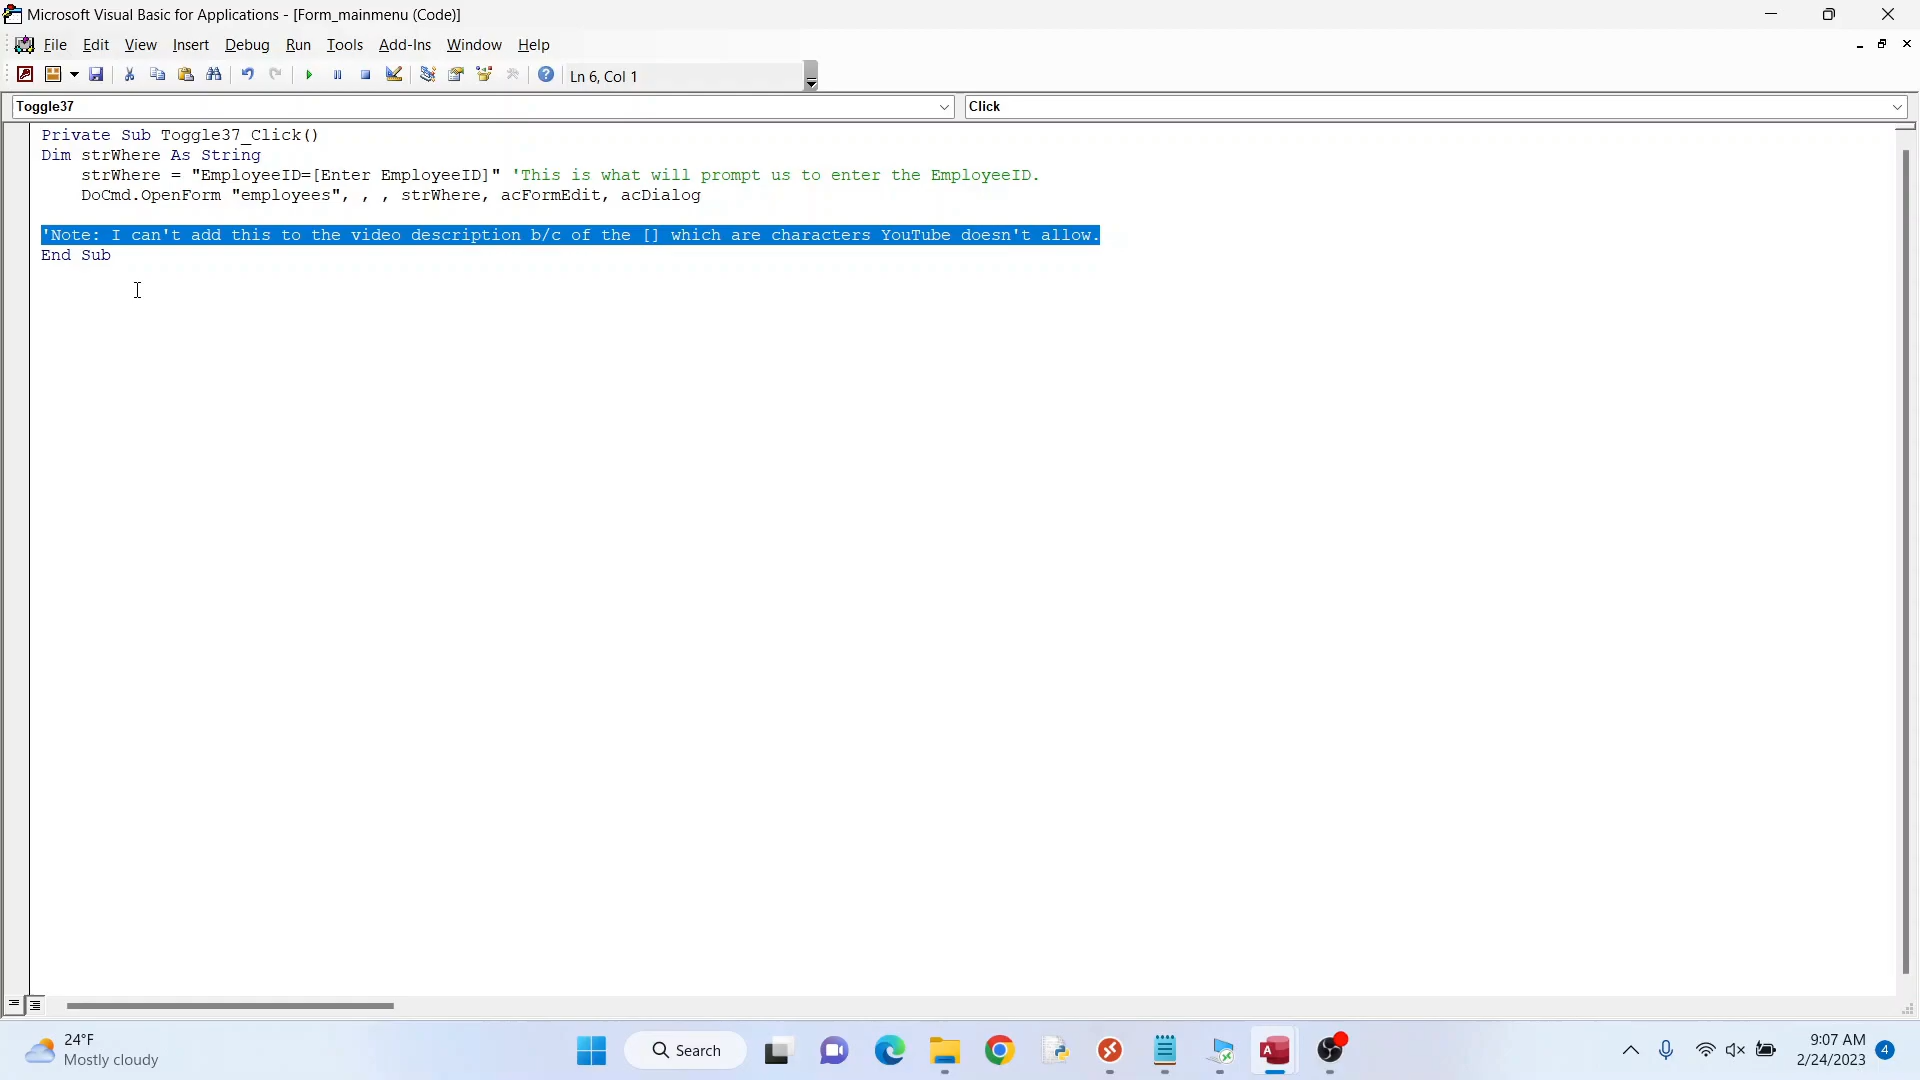 Microsoft Visual Basic for Applications - [Form_mainmenu (Code)]
File Edit View Insert Debug Run Tools Add-Ins Window Help
Ln 6, Col 1
Toggle37 Click
Private Sub Toggle37_Click()
Dim strWhere As String
strWhere = "EmployeeID=[Enter EmployeeID]" 'This is what will prompt us to enter the EmployeeID.
DoCmd.OpenForm "employees", , , strWhere, acFormEdit, acDialog
'Note: I can't add this to the video description b/c of the [] which are characters YouTube doesn't allow.
End Sub
24°F
Mostly cloudy
Search
9:07 AM
2/24/2023
4